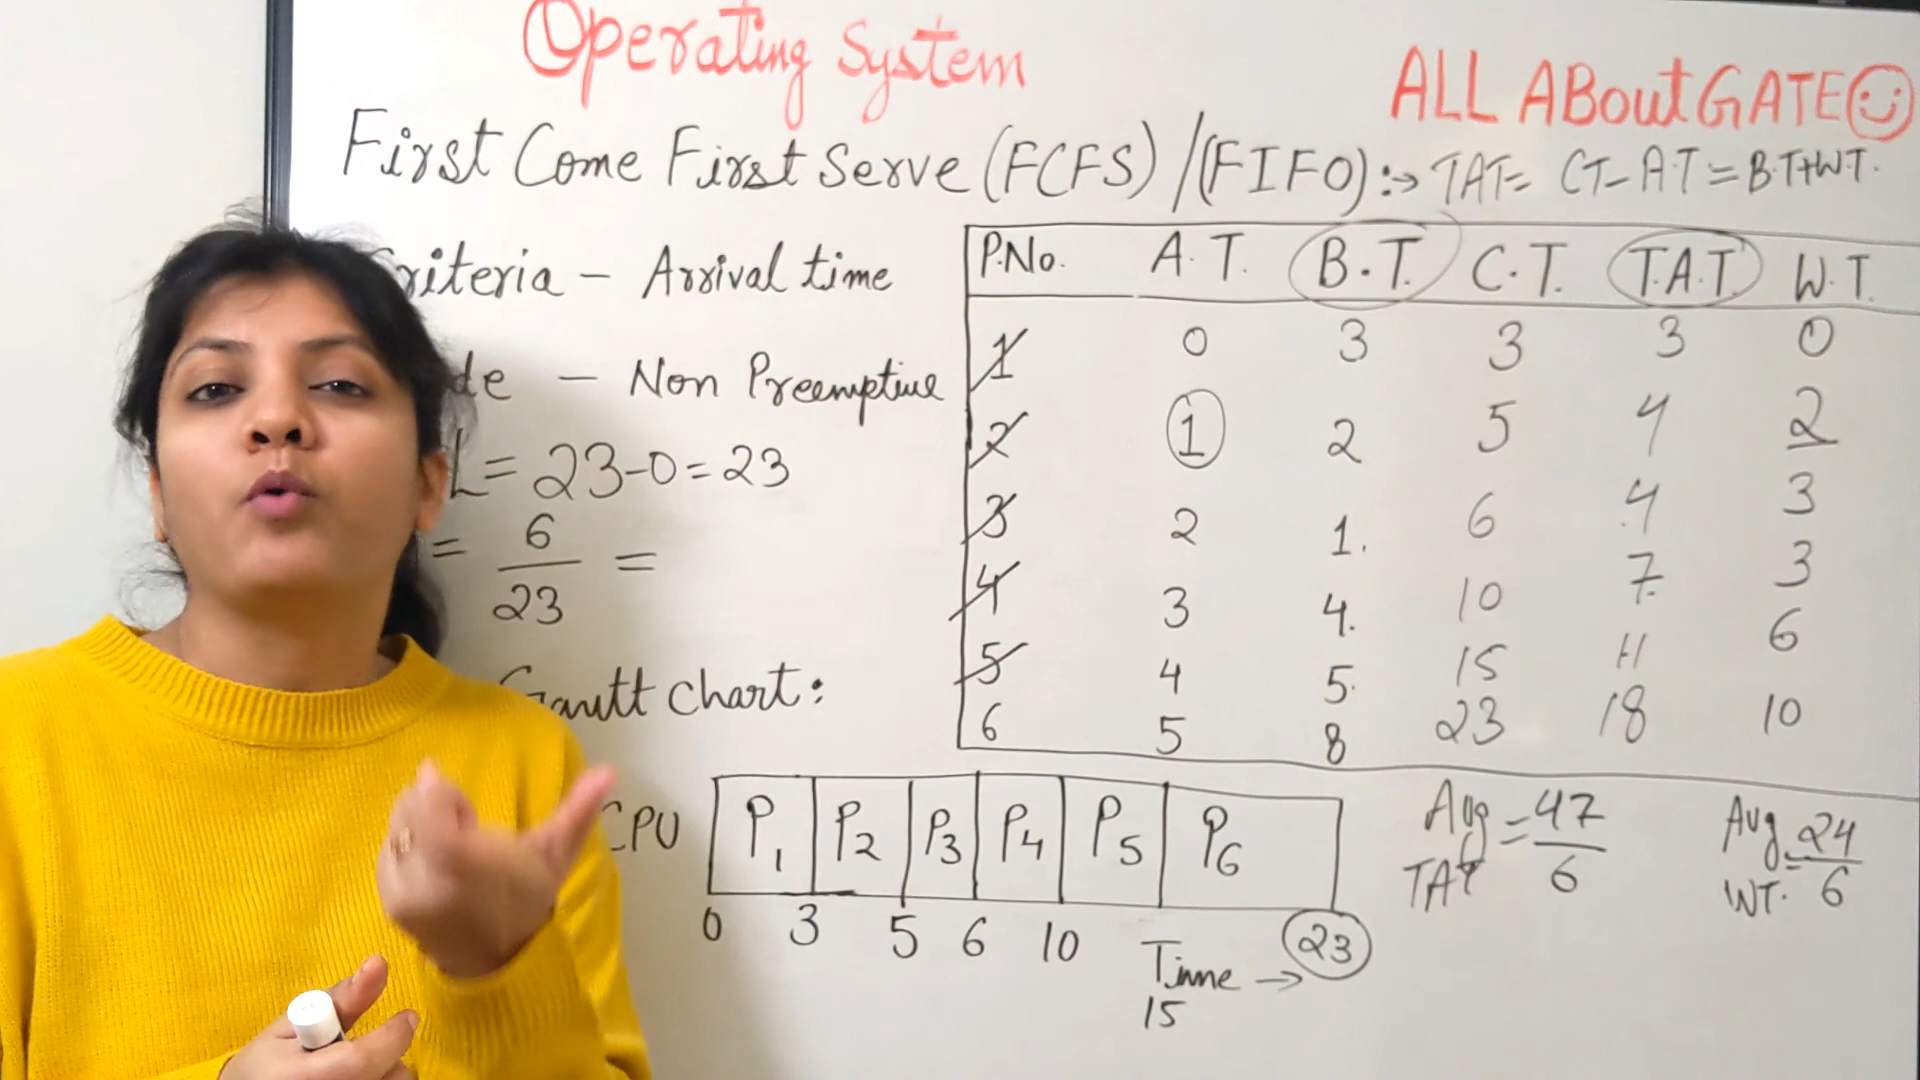 Operating System
ALL ABout GATE
First Come First Serve (FCFS) / (FIFO) :→ TAT= CT-A.T = B.T+W.T.
Criteria - Arrival time
de - Non Preemptive
L = 23-0 = 23
= 6/23 =
Gantt Chart:
P.No. A.T. B.T. C.T. T.A.T. W.T.
1 0 3 3 3 0
2 1 2 5 4 2
3 2 1. 6 4 3
4 3 4. 10 7 3
5 4 5. 15 11 6
6 5 8 23 18 10
CPU P1 P2 P3 P4 P5 P6
0 3 5 6 10 15 23
Time →
Avg TAT = 47/6
Avg WT. = 24/6